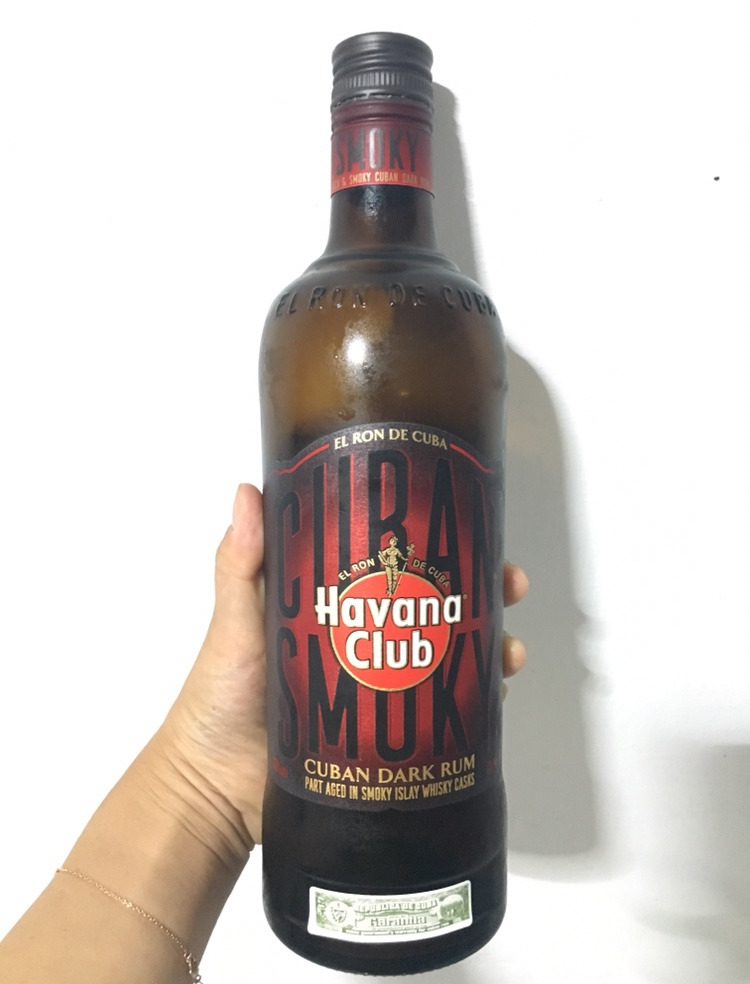 SMOKY
& SMOKY CUBAN DARK
EL RON DE CUBA
EL RON DE CUBA
CUBAN
EL RON DE CUBA
Havana®
Club
SMOKY
CUBAN DARK RUM
PART AGED IN SMOKY ISLAY WHISKY CASKS
REPUBLICA DE CUBA
Garantia